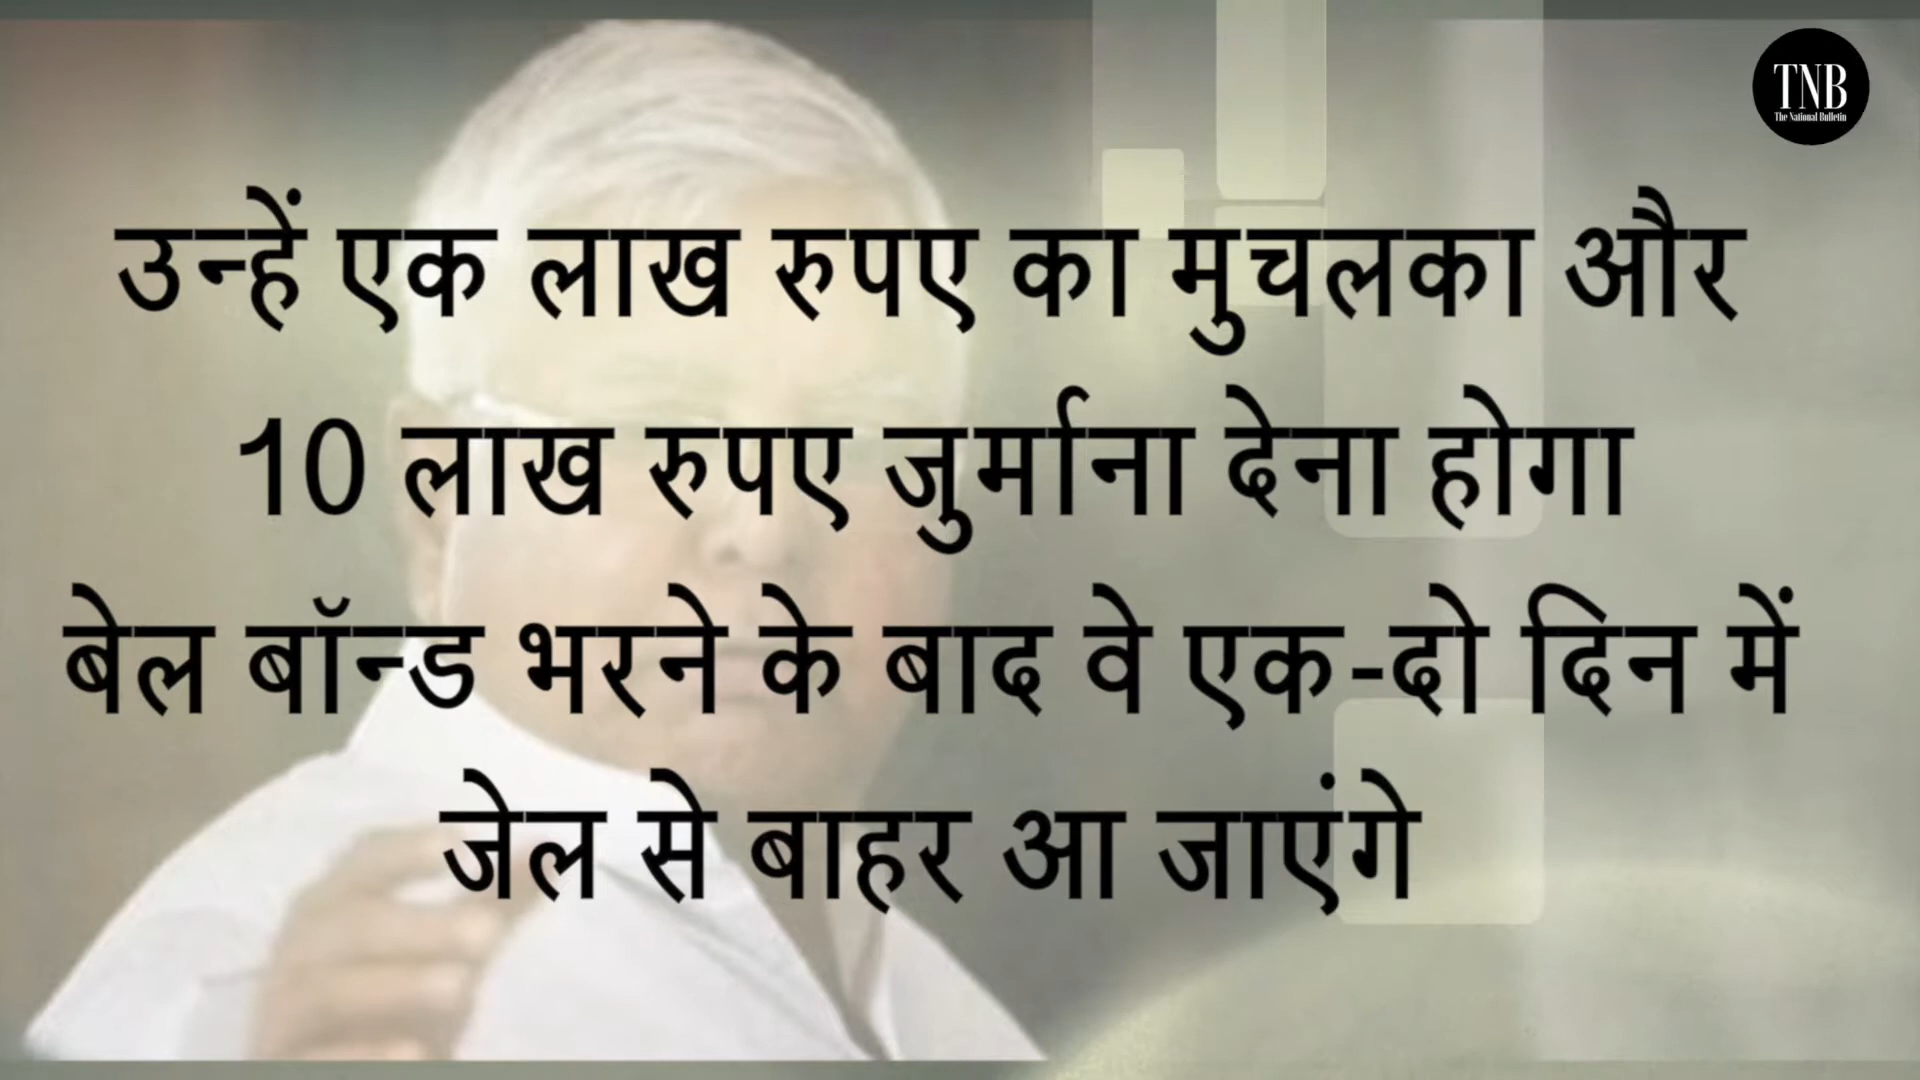 TNB
The National Bulletin
उन्हें एक लाख रुपए का मुचलका और
10 लाख रुपए जुर्माना देना होगा
बेल बॉन्ड भरने के बाद वे एक-दो दिन में
जेल से बाहर आ जाएंगे